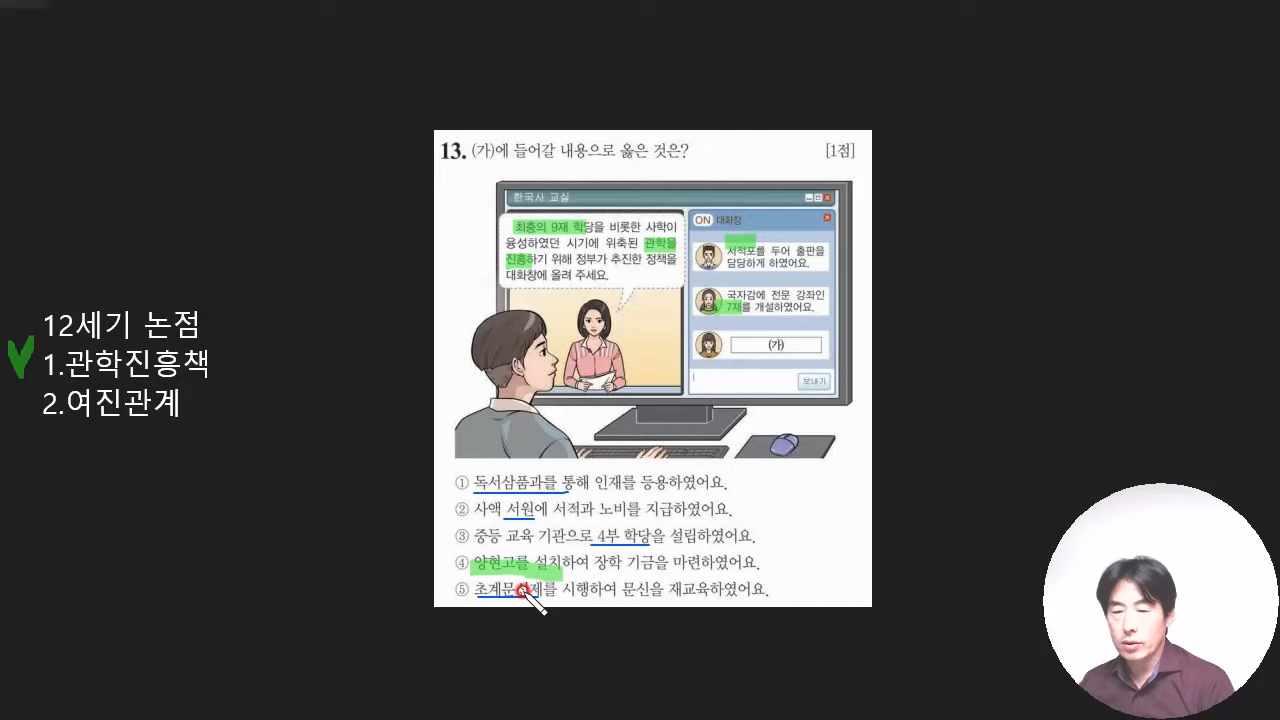 12세기 논점
1.관학진흥책
2.여진관계
13. (가)에 들어갈 내용으로 옳은 것은? [1점]
한국사 교실
최충의 9재 학당을 비롯한 사학이
융성하였던 시기에 위축된 관학을
진흥하기 위해 정부가 추진한 정책을
대화창에 올려 주세요.
ON 대화창
서적포를 두어 출판을
담당하게 하였어요.
국자감에 전문 강좌인
7재를 개설하였어요.
(가)
보내기
① 독서삼품과를 통해 인재를 등용하였어요.
② 사액 서원에 서적과 노비를 지급하였어요.
③ 중등 교육 기관으로 4부 학당을 설립하였어요.
④ 양현고를 설치하여 장학 기금을 마련하였어요.
⑤ 시행하여 문신을 재교육하였어요.